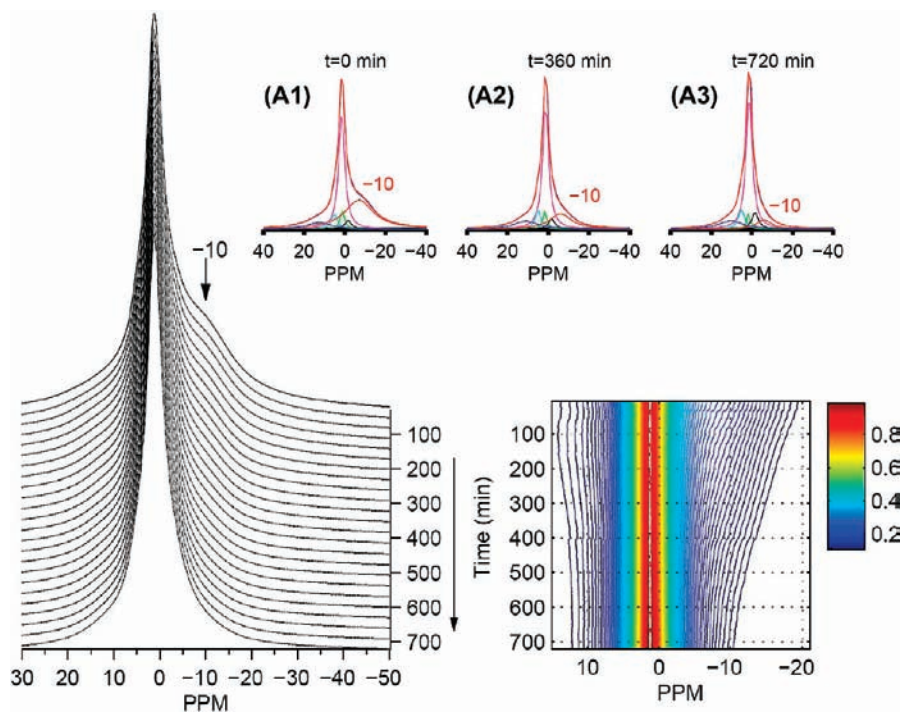 t=0 min
t=360 min
t=720 min
(A1)
(A2)
(A3)
−10
−10
−10
40 20 0 −20 −40
40 20 0 −20 −40
40 20 0 −20 −40
PPM
PPM
PPM
−10
100
200
300
400
500
600
700
30 20 10 0 −10 −20 −30 −40 −50
PPM
Time (min)
100
200
300
400
500
600
700
10 0 −10 −20
PPM
0.8
0.6
0.4
0.2